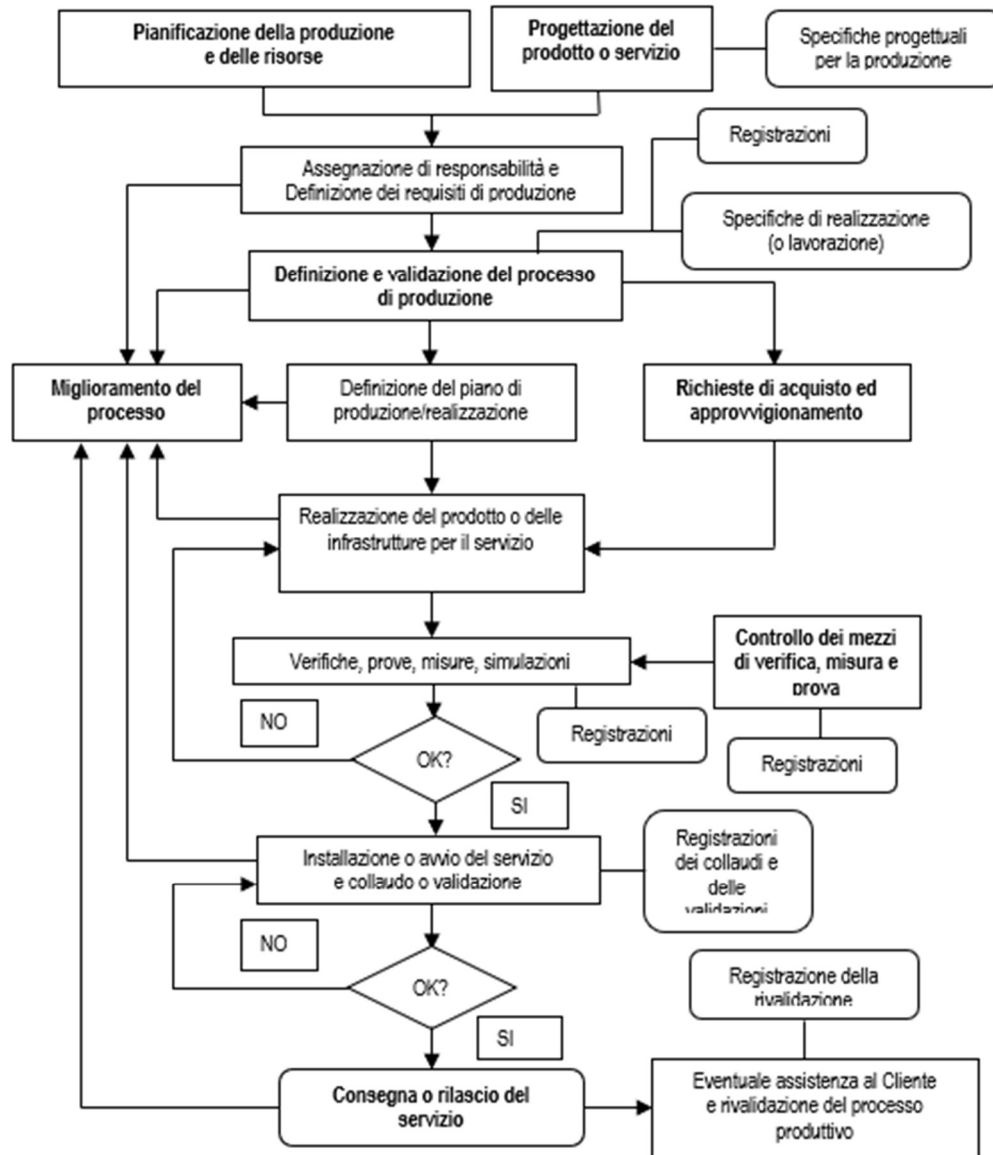 Pianificazione della produzione
e delle risorse
Progettazione del
prodotto o servizio
Specifiche progettuali
per la produzione
Registrazioni
Assegnazione di responsabilità e
Definizione dei requisiti di produzione
Specifiche di realizzazione
(o lavorazione)
Definizione e validazione del processo
di produzione
Miglioramento del
processo
Definizione del piano di
produzione/realizzazione
Richieste di acquisto ed
approvvigionamento
Realizzazione del prodotto o delle
infrastrutture per il servizio
Verifiche, prove, misure, simulazioni
Controllo dei mezzi
di verifica, misura e
prova
NO
Registrazioni
Registrazioni
OK?
SI
Installazione o avvio del servizio
e collaudo o validazione
Registrazioni
dei collaudi e
delle
validazioni
NO
OK?
Registrazione della
rivalidazione
SI
Consegna o rilascio del
servizio
Eventuale assistenza al Cliente
e rivalidazione del processo
produttivo